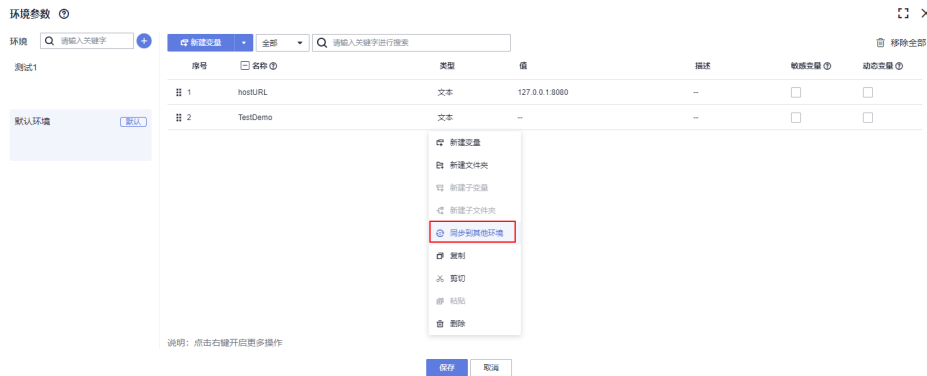 环境参数
环境 请输入关键字 新建变量 全部 请输入关键字进行搜索 移除全部
测试1
默认环境 默认
序号 名称 类型 值 描述 敏感变量 动态变量
1 hostURL 文本 127.0.0.1:8080 --
2 TestDemo 文本 -- --
新建变量
新建文件夹
新建子变量
新建子文件夹
同步到其他环境
复制
剪切
粘贴
删除
说明：点击右键开启更多操作
保存 取消